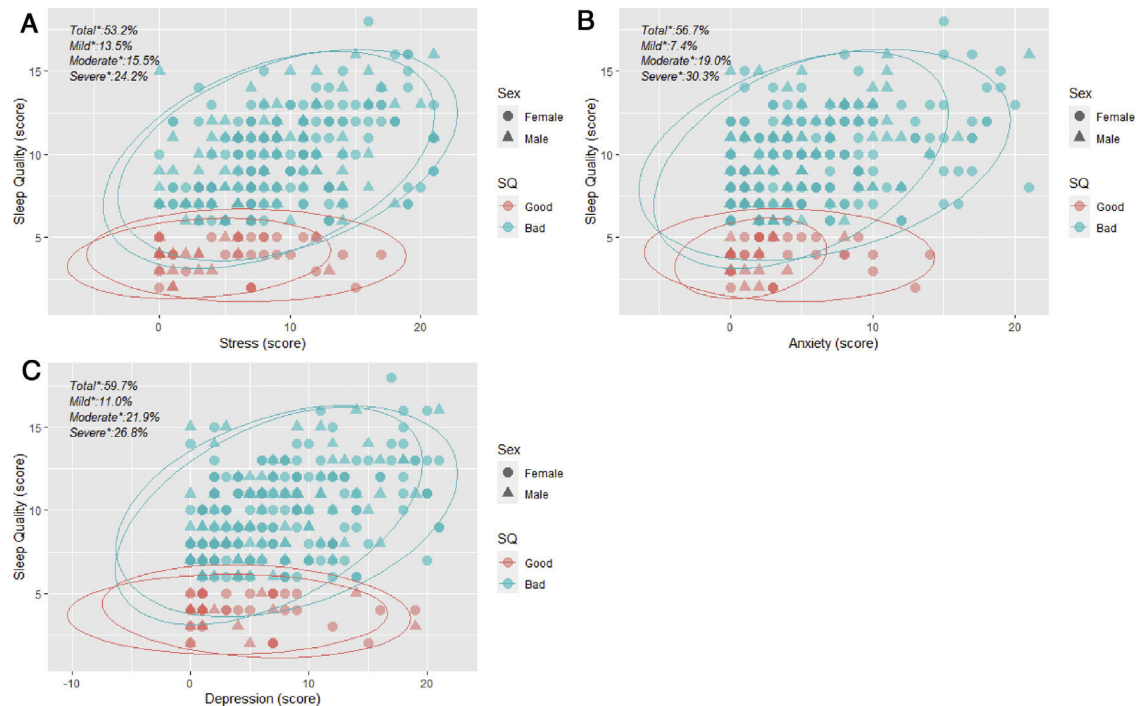 A
Total*:53.2%
Mild*:13.5%
Moderate*:15.5%
Severe*:24.2%
15
10
5
0
10
20
Sleep Quality (score)
Stress (score)
Sex
Female
Male
SQ
Good
Bad
B
Total*:56.7%
Mild*:7.4%
Moderate*:19.0%
Severe*:30.3%
15
10
5
0
10
20
Sleep Quality (score)
Anxiety (score)
Sex
Female
Male
SQ
Good
Bad
C
Total*:59.7%
Mild*:11.0%
Moderate*:21.9%
Severe*:26.8%
15
10
5
-10
0
10
20
Sleep Quality (score)
Depression (score)
Sex
Female
Male
SQ
Good
Bad